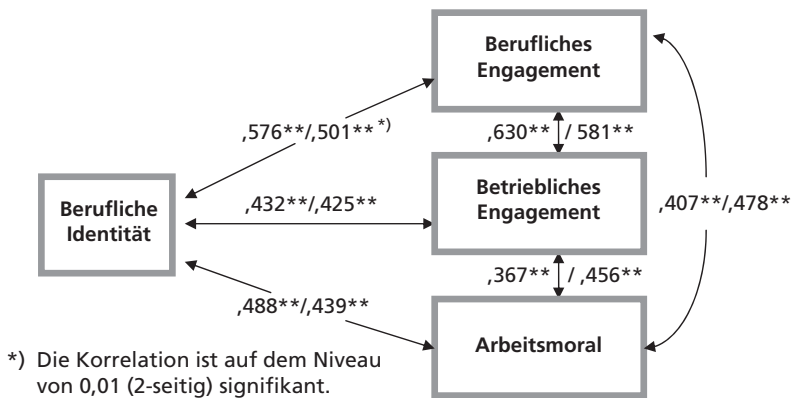 Berufliches
Engagement
,576**/,501** *)
,630** / 581**
Berufliche
Identität
,432**/,425**
Betriebliches
Engagement
,407**/,478**
,367** / ,456**
,488**/,439**
Arbeitsmoral
*) Die Korrelation ist auf dem Niveau
von 0,01 (2-seitig) signifikant.